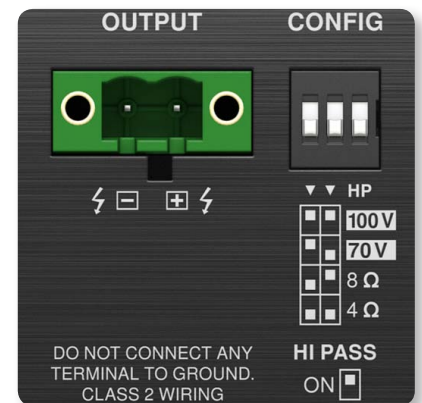 OUTPUT
CONFIG
HP
100 V
70 V
8 Ω
4 Ω
DO NOT CONNECT ANY
TERMINAL TO GROUND.
CLASS 2 WIRING
HI PASS
ON